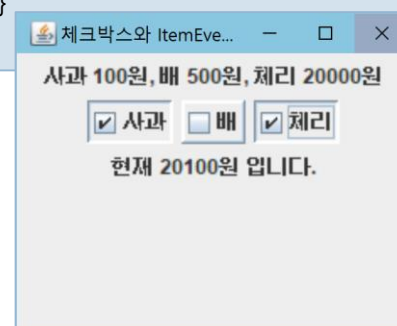 }
체크박스와 ItemEve...
사과 100원, 배 500원, 체리 20000원
사과 배 체리
현재 20100원 입니다.